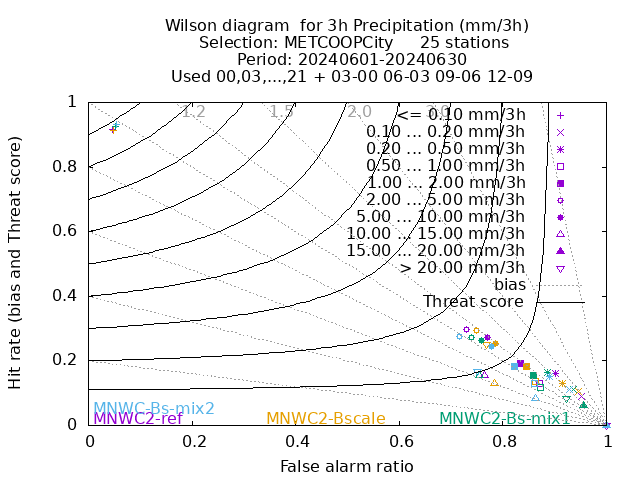 Wilson diagram  for 3h Precipitation (mm/3h)
Selection: METCOOPCity     25 stations
Period: 20240601-20240630
Used 00,03,...,21 + 03-00 06-03 09-06 12-09
1.2 1.5 2.0 3.0
<= 0.10 mm/3h
0.10 ... 0.20 mm/3h
0.20 ... 0.50 mm/3h
0.50 ... 1.00 mm/3h
1.00 ... 2.00 mm/3h
2.00 ... 5.00 mm/3h
5.00 ... 10.00 mm/3h
10.00 ... 15.00 mm/3h
15.00 ... 20.00 mm/3h
> 20.00 mm/3h
bias
Threat score
Hit rate (bias and Threat score)
1
0.8
0.6
0.4
0.2
0
MNWC-Bs-mix2
MNWC2-ref MNWC2-Bscale MNWC2-Bs-mix1
0 0.2 0.4 0.6 0.8 1
False alarm ratio